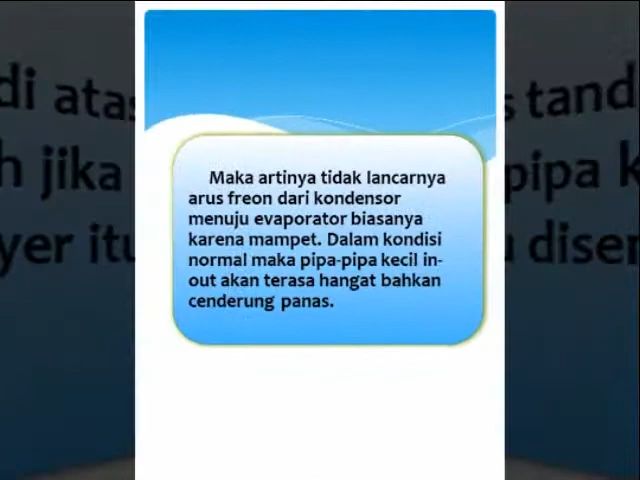 Maka artinya tidak lancarnya
arus freon dari kondensor
menuju evaporator biasanya
karena mampet. Dalam kondisi
normal maka pipa-pipa kecil in-
out akan terasa hangat bahkan
cenderung panas.